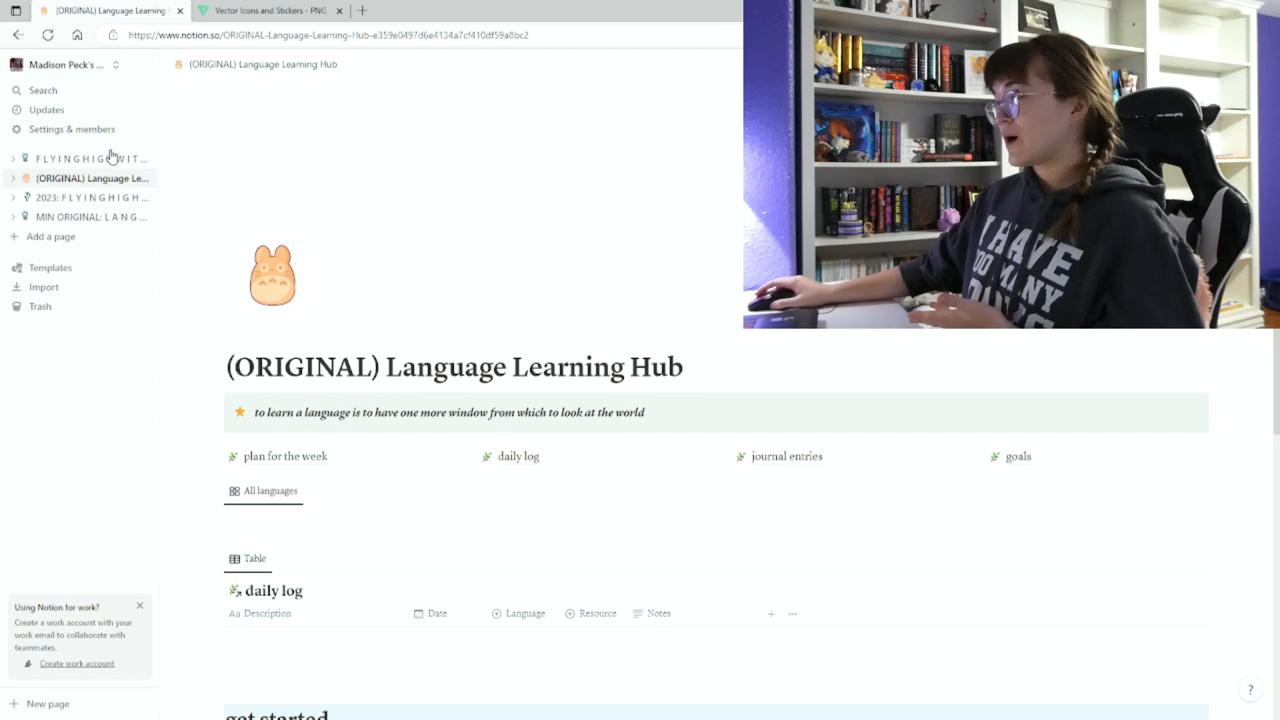 (ORIGINAL) Language Learning
Vector Icons and Stickers - PNG,
https://www.notion.so/ORIGINAL-Language-Learning-Hub-e359e0497d6e4134a7cf410df59a8bc2
Madison Peck's ...
(ORIGINAL) Language Learning Hub
Search
Updates
Settings & members
F L Y I N G H I G W I T ...
(ORIGINAL) Language Le...
2023: F L Y I N G H I G H ...
MIN ORIGINAL: L A N G ...
Add a page
Templates
Import
Trash
I HAVE
TOO MANY
(ORIGINAL) Language Learning Hub
to learn a language is to have one more window from which to look at the world
plan for the week
daily log
journal entries
goals
All languages
Table
daily log
Aa Description
Date
Language
Resource
Notes
Using Notion for work?
Create a work account with your
work email to collaborate with
teammates.
Create work account
New page
get started
?